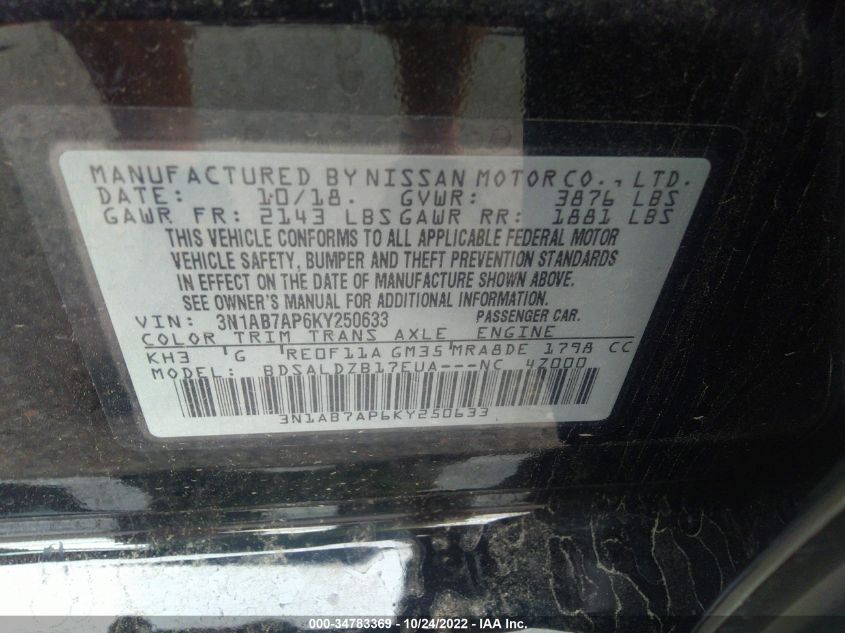 MANUFACTURED BY NISSAN MOTOR CO., LTD.
DATE: 10/18. GVWR: 3876 LBS
GAWR FR: 2143 LBS GAWR RR: 1881 LBS
THIS VEHICLE CONFORMS TO ALL APPLICABLE FEDERAL MOTOR
VEHICLE SAFETY, BUMPER AND THEFT PREVENTION STANDARDS
IN EFFECT ON THE DATE OF MANUFACTURE SHOWN ABOVE.
SEE OWNER'S MANUAL FOR ADDITIONAL INFORMATION.
VIN: 3N1AB7AP6KY250633 PASSENGER CAR.
COLOR TRIM TRANS AXLE ENGINE
KH3 G RE0F11A GM35 MRA8DE 1798 CC
MODEL: BDSALDZB17EUA---NC 4Z000
3N1AB7AP6KY250633
000-34783369 - 10/24/2022 - IAA Inc.